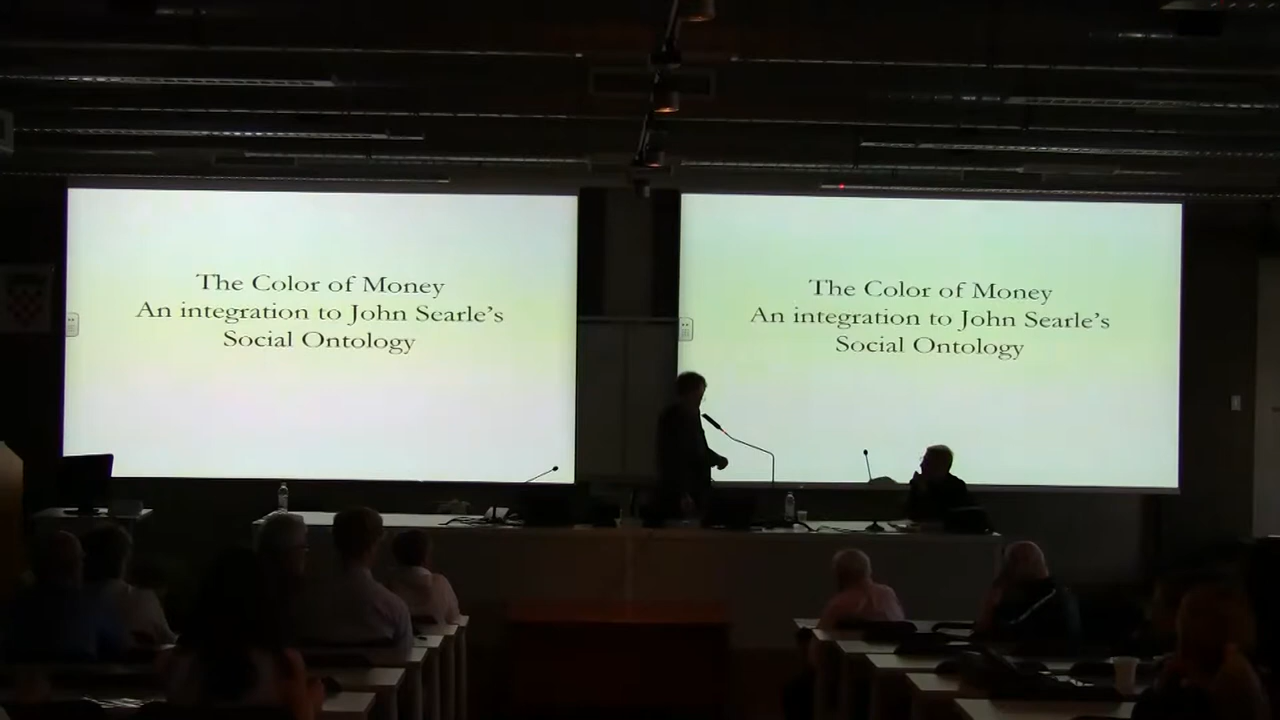 The Color of Money
An integration to John Searle's
Social Ontology
The Color of Money
An integration to John Searle's
Social Ontology